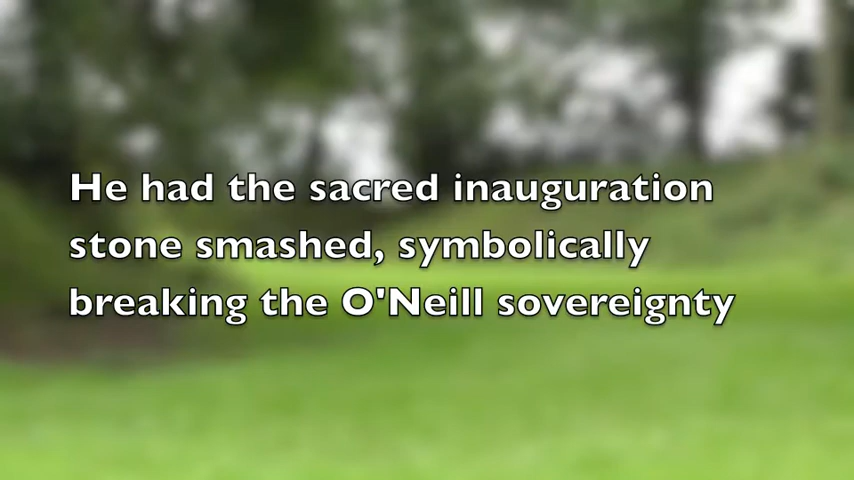 He had the sacred inauguration
stone smashed, symbolically
breaking the O'Neill sovereignty